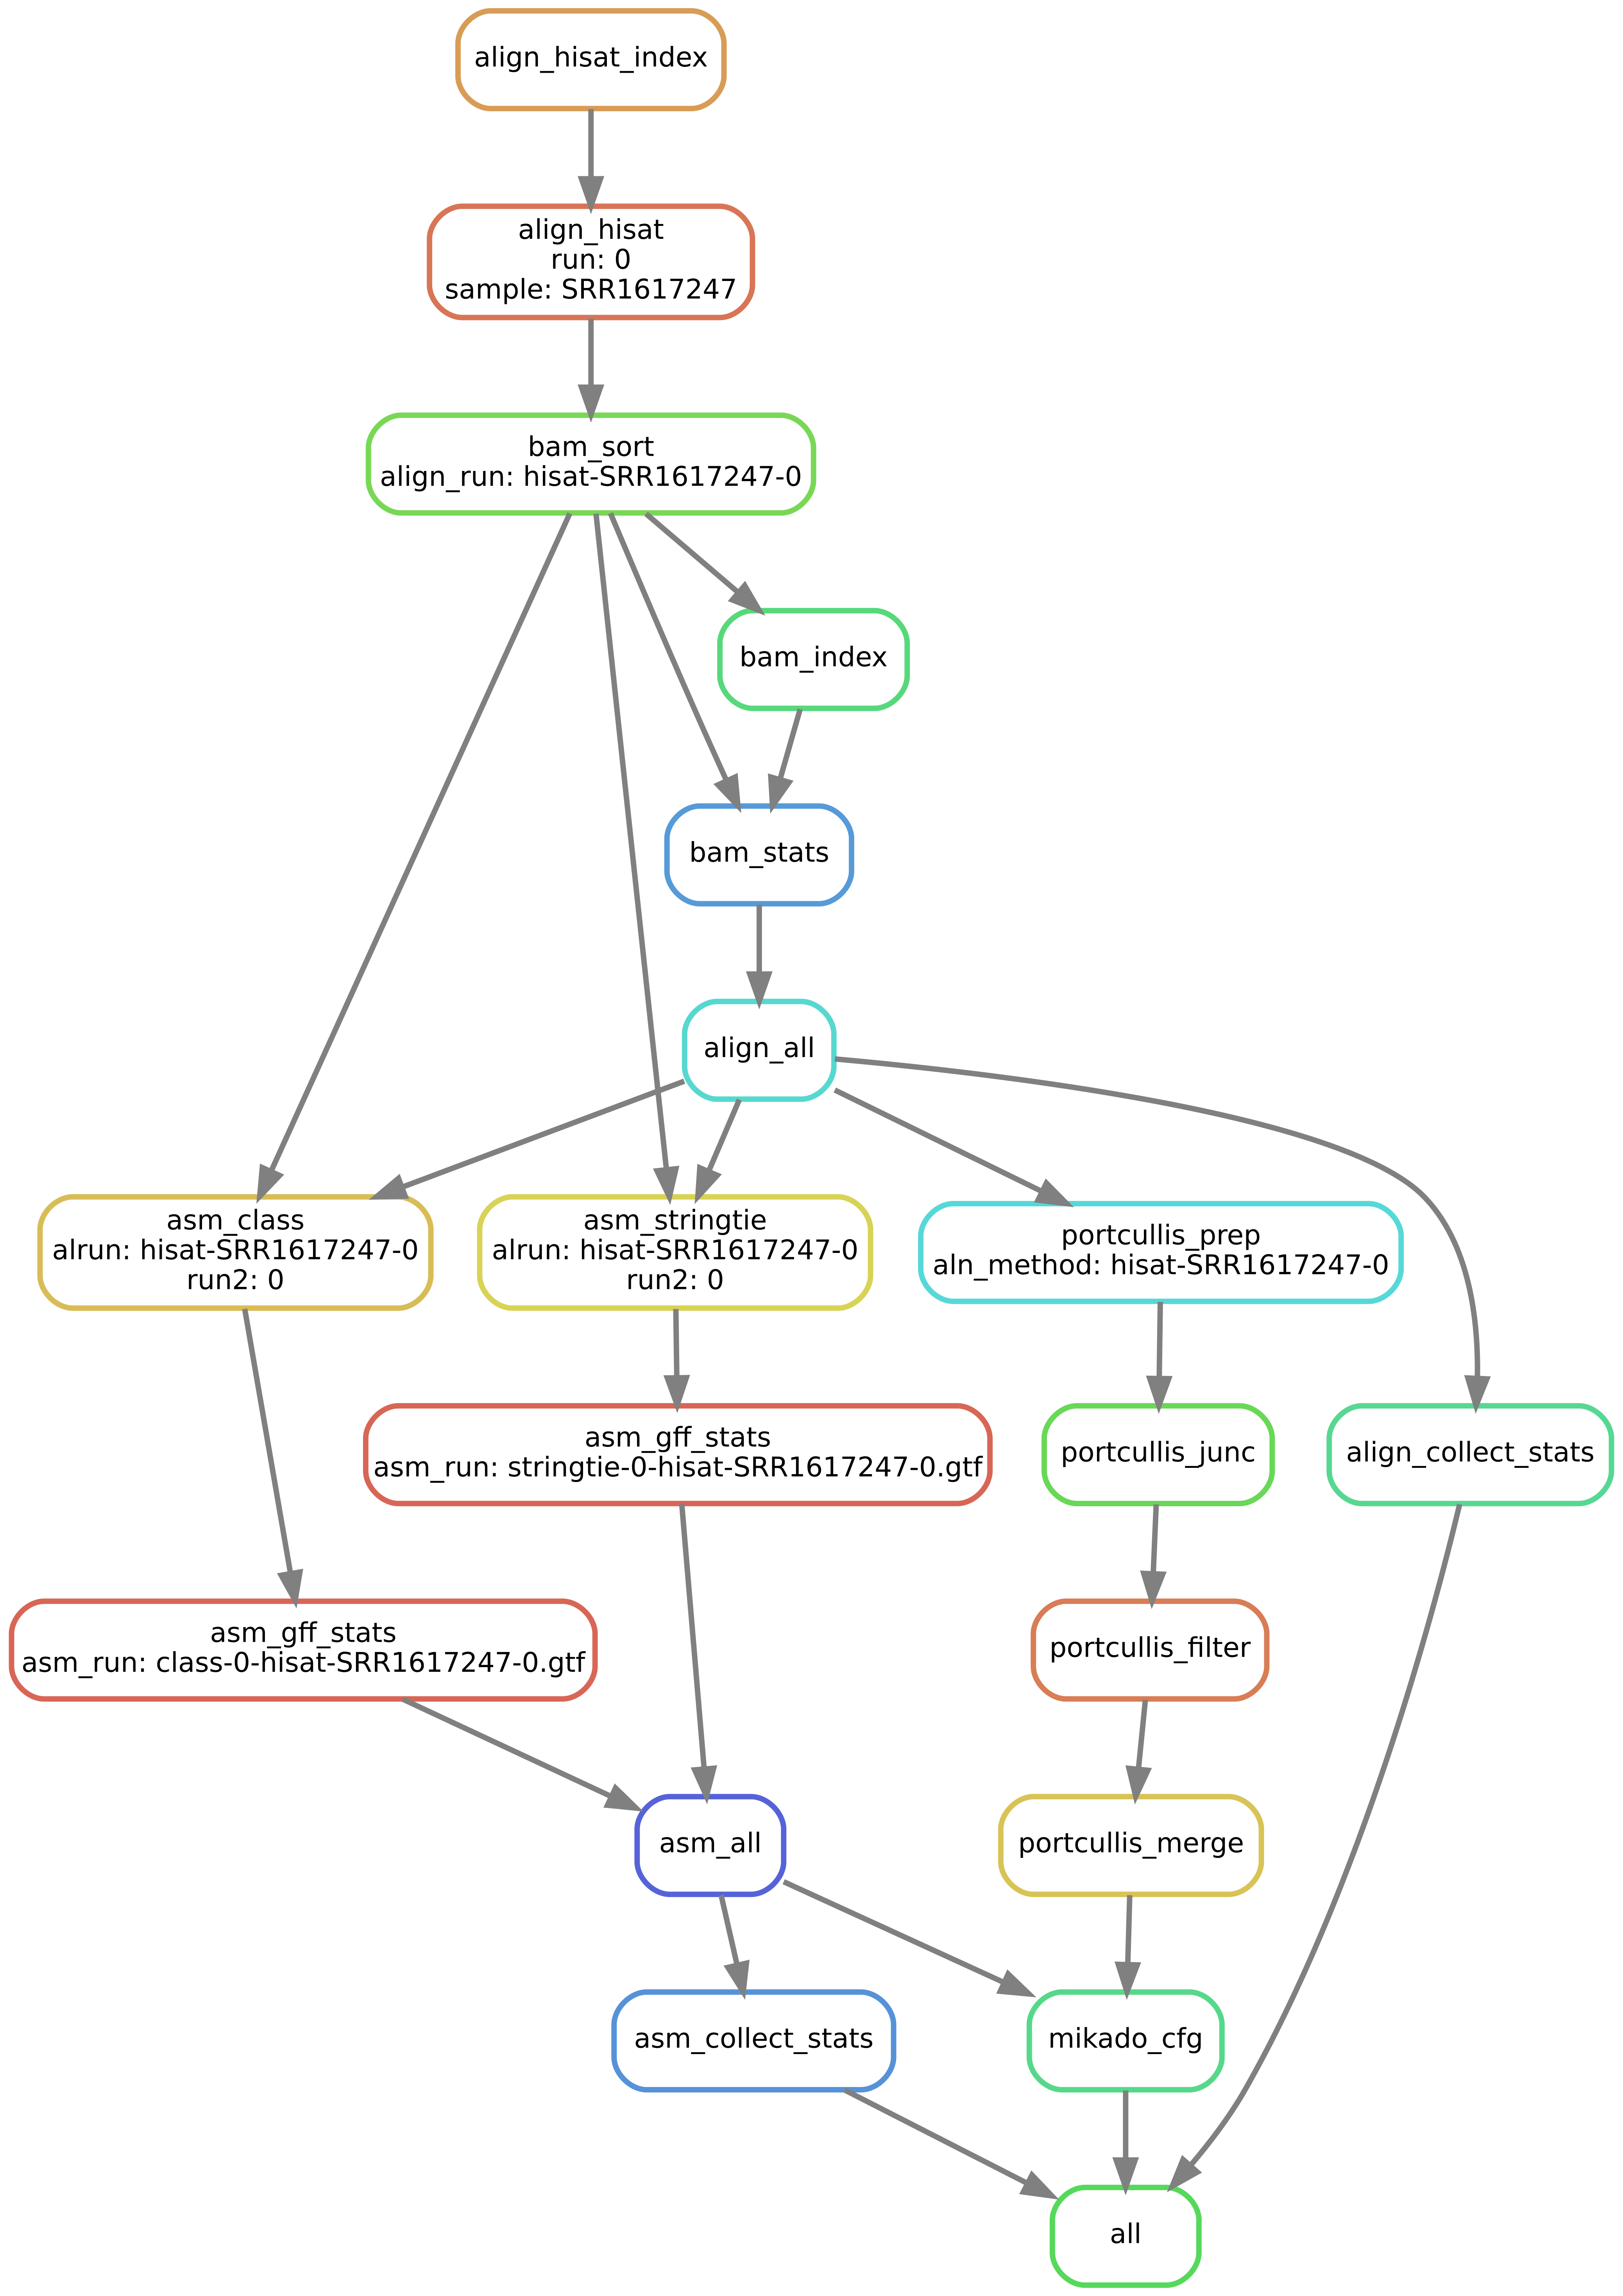 align_hisat_index
align_hisat
run: 0
sample: SRR1617247
bam_sort
align_run: hisat-SRR1617247-0
bam_index
bam_stats
align_all
asm_class
alrun: hisat-SRR1617247-0
run2: 0
asm_stringtie
alrun: hisat-SRR1617247-0
run2: 0
portcullis_prep
aln_method: hisat-SRR1617247-0
asm_gff_stats
asm_run: stringtie-0-hisat-SRR1617247-0.gtf
portcullis_junc
align_collect_stats
asm_gff_stats
asm_run: class-0-hisat-SRR1617247-0.gtf
portcullis_filter
asm_all
portcullis_merge
asm_collect_stats
mikado_cfg
all